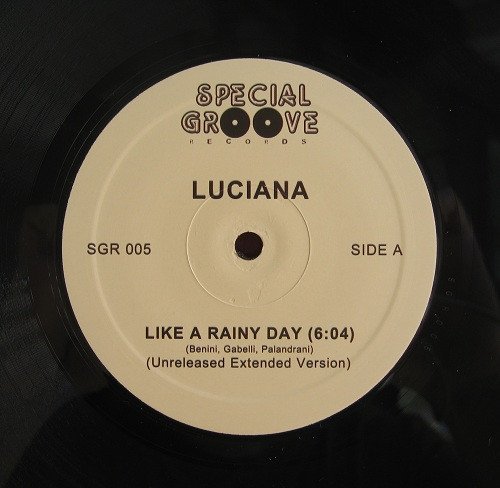 SPECIAL
GROOVE
RECORDS
LUCIANA
SGR 005
SIDE A
LIKE A RAINY DAY (6:04)
(Benini, Gabelli, Palandrani)
(Unreleased Extended Version)